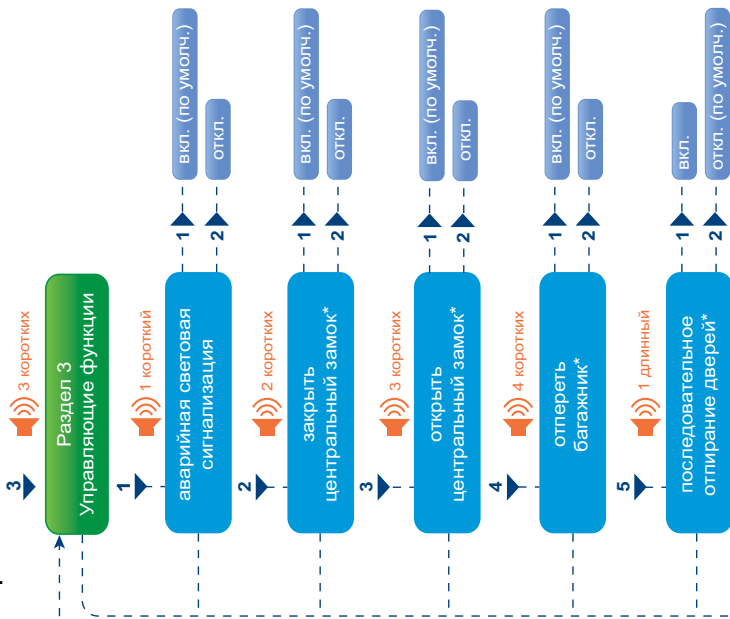 3
3 коротких
Раздел 3
Управляющие функции
1
1 короткий
аварийная световая
сигнализация
1
вкл. (по умолч.)
2
откл.
2
2 коротких
закрыть
центральный замок*
1
вкл. (по умолч.)
2
откл.
3
3 коротких
открыть
центральный замок*
1
вкл. (по умолч.)
2
откл.
4
4 коротких
отпереть
багажник*
1
вкл. (по умолч.)
2
откл.
5
1 длинный
последовательное
отпирание дверей*
1
вкл.
2
откл. (по умолч.)